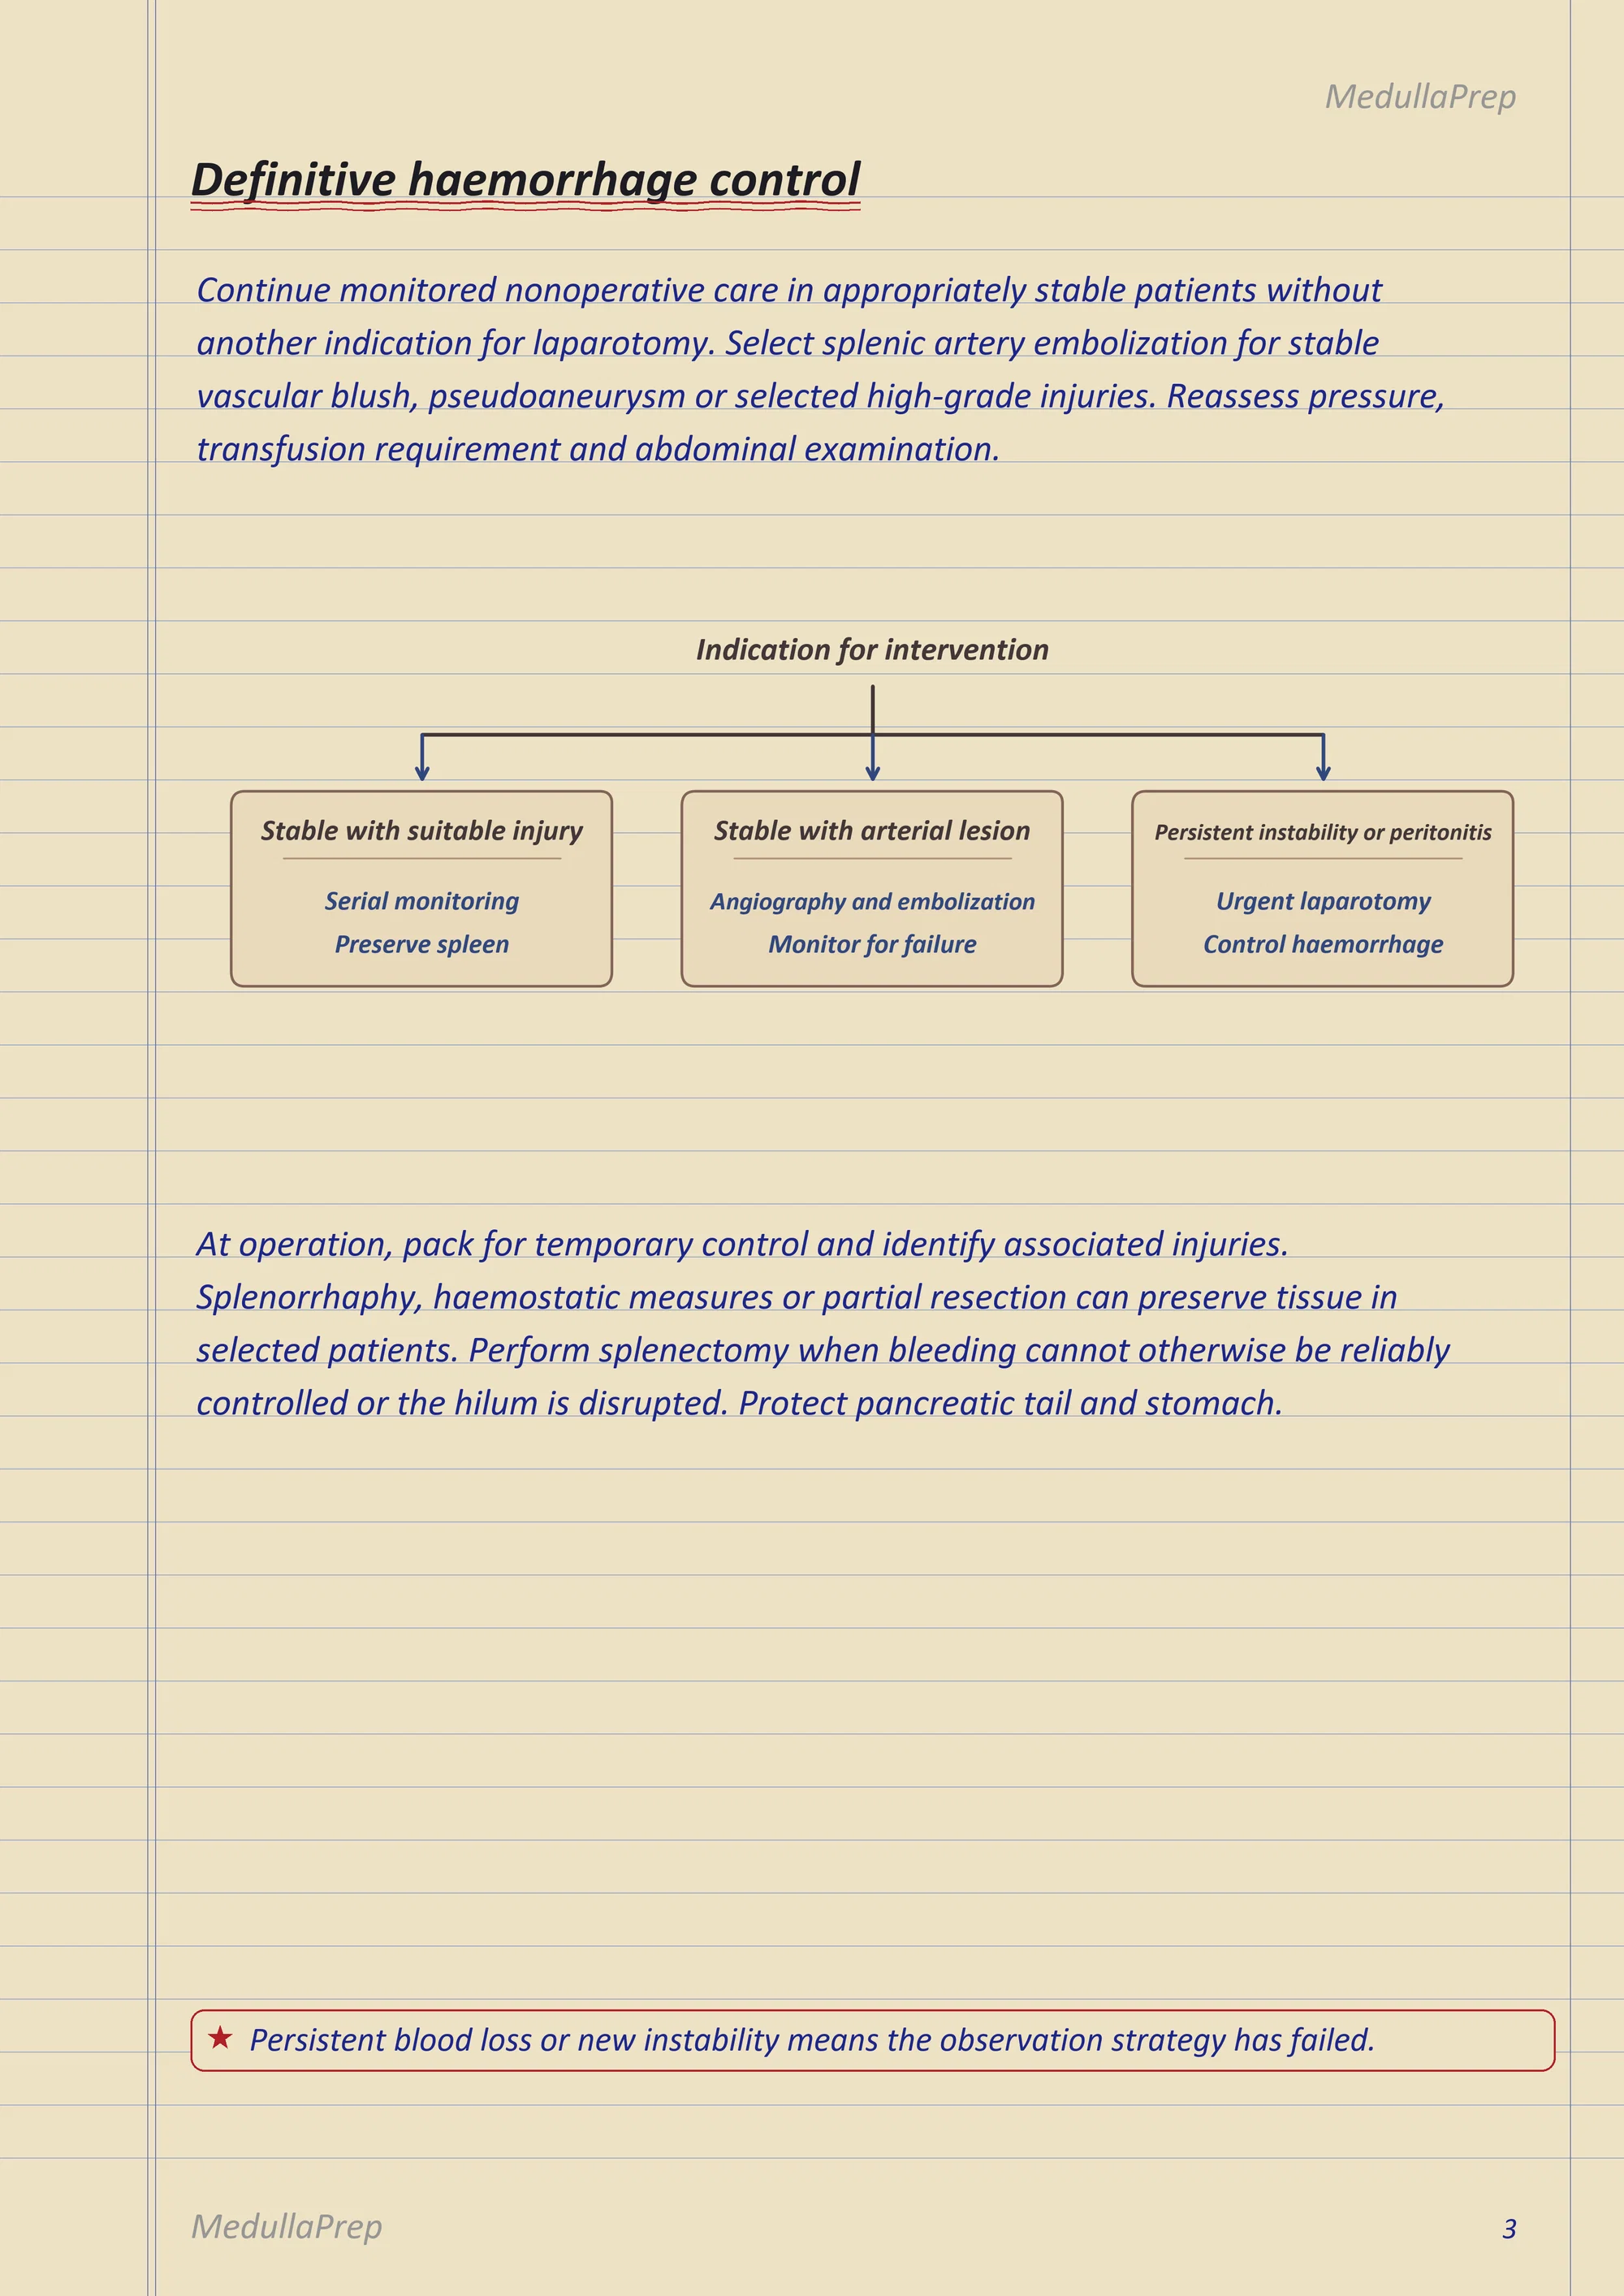 MedullaPrep
Definitive haemorrhage control
Continue monitored nonoperative care in appropriately stable patients without
another indication for laparotomy. Select splenic artery embolization for stable
vascular blush, pseudoaneurysm or selected high-grade injuries. Reassess pressure,
transfusion requirement and abdominal examination.
Indication for intervention
Stable with suitable injury
Serial monitoring
Preserve spleen
Stable with arterial lesion
Angiography and embolization
Monitor for failure
Persistent instability or peritonitis
Urgent laparotomy
Control haemorrhage
At operation, pack for temporary control and identify associated injuries.
Splenorrhaphy, haemostatic measures or partial resection can preserve tissue in
selected patients. Perform splenectomy when bleeding cannot otherwise be reliably
controlled or the hilum is disrupted. Protect pancreatic tail and stomach.
★ Persistent blood loss or new instability means the observation strategy has failed.
MedullaPrep
3